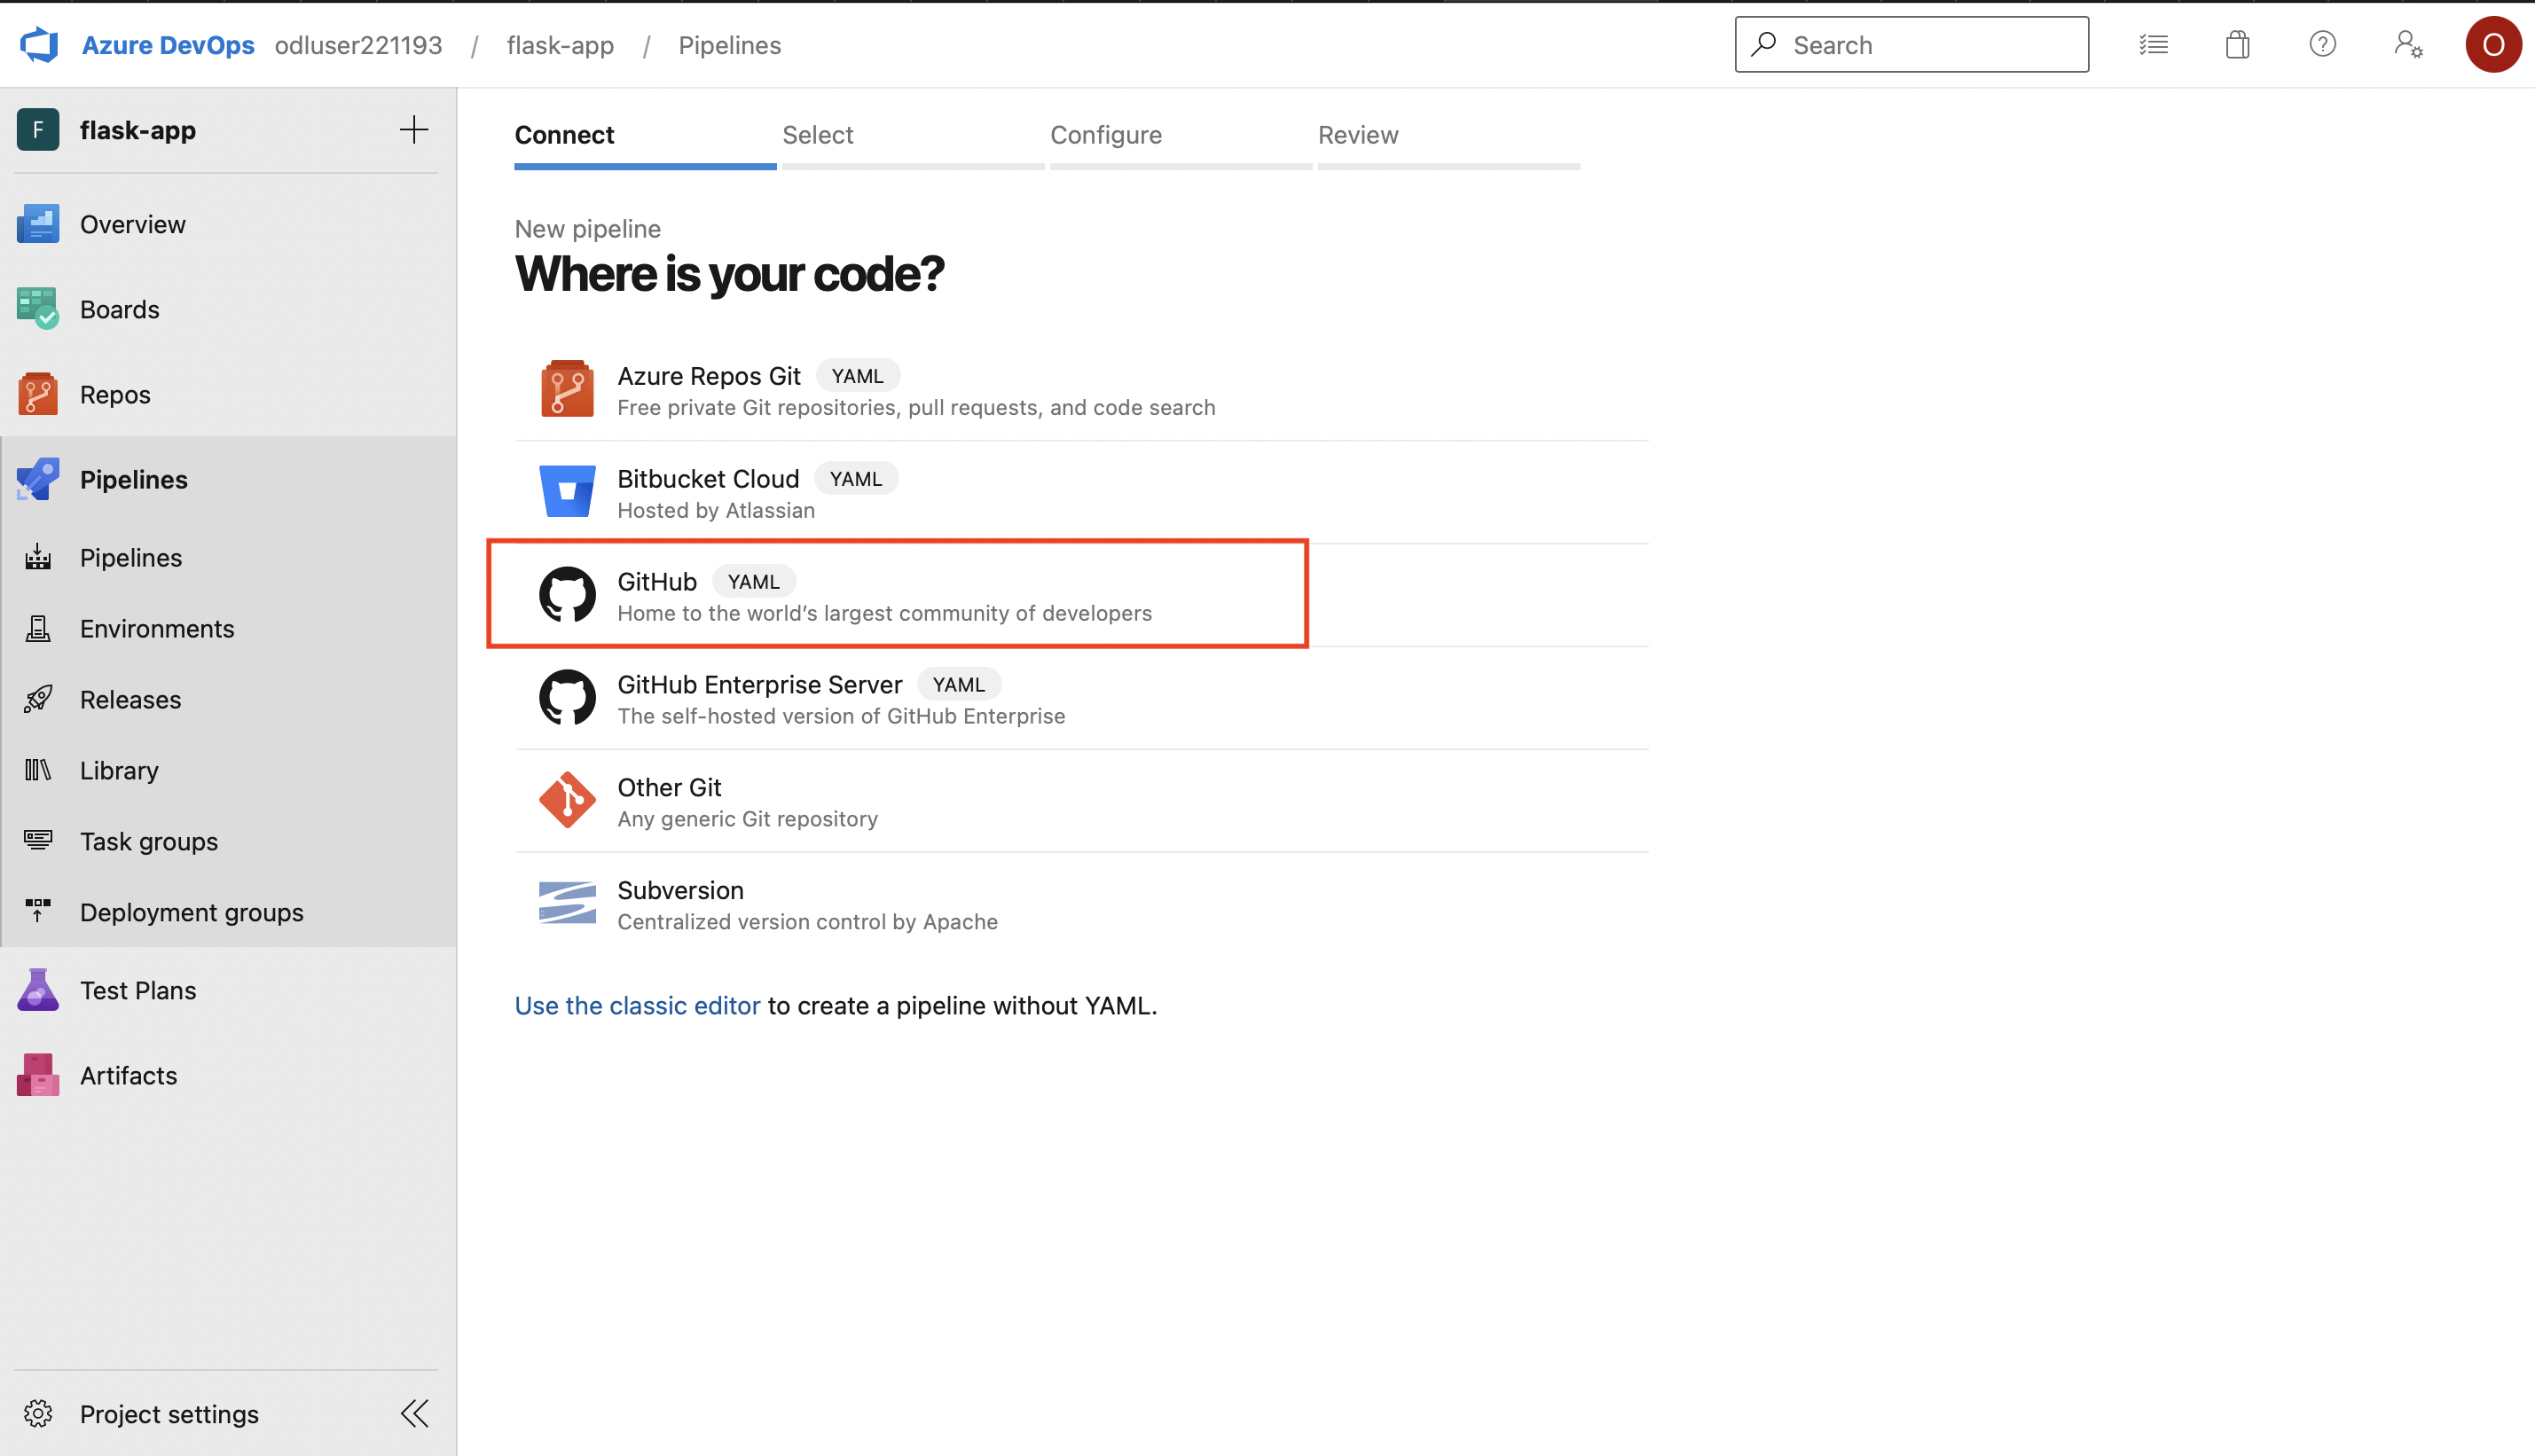 Azure DevOps odluser221193 / flask-app / Pipelines
Search
O
F flask-app
Overview
Boards
Repos
Pipelines
Pipelines
Environments
Releases
Library
Task groups
Deployment groups
Test Plans
Artifacts
Project settings
Connect Select Configure Review
New pipeline
Where is your code?
Azure Repos Git YAML
Free private Git repositories, pull requests, and code search
Bitbucket Cloud YAML
Hosted by Atlassian
GitHub YAML
Home to the world’s largest community of developers
GitHub Enterprise Server YAML
The self-hosted version of GitHub Enterprise
Other Git
Any generic Git repository
Subversion
Centralized version control by Apache
Use the classic editor to create a pipeline without YAML.